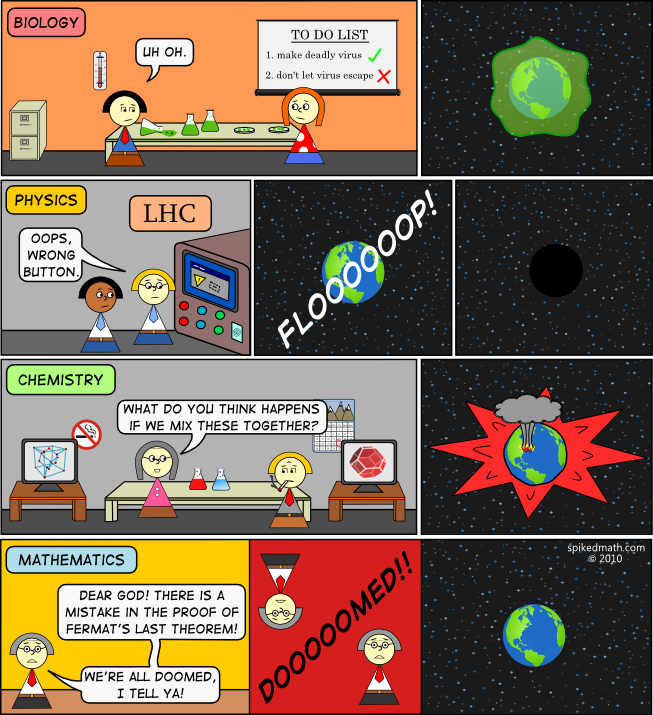 BIOLOGY
UH OH.
TO DO LIST
1. make deadly virus
2. don't let virus escape
PHYSICS
LHC
OOPS,
WRONG
BUTTON.
FLOOOOOOOP!
CHEMISTRY
WHAT DO YOU THINK HAPPENS
IF WE MIX THESE TOGETHER?
MATHEMATICS
DEAR GOD! THERE IS A
MISTAKE IN THE PROOF OF
FERMAT'S LAST THEOREM!
WE'RE ALL DOOMED,
I TELL YA!
DOOOOOMED!!
spikedmath.com
© 2010